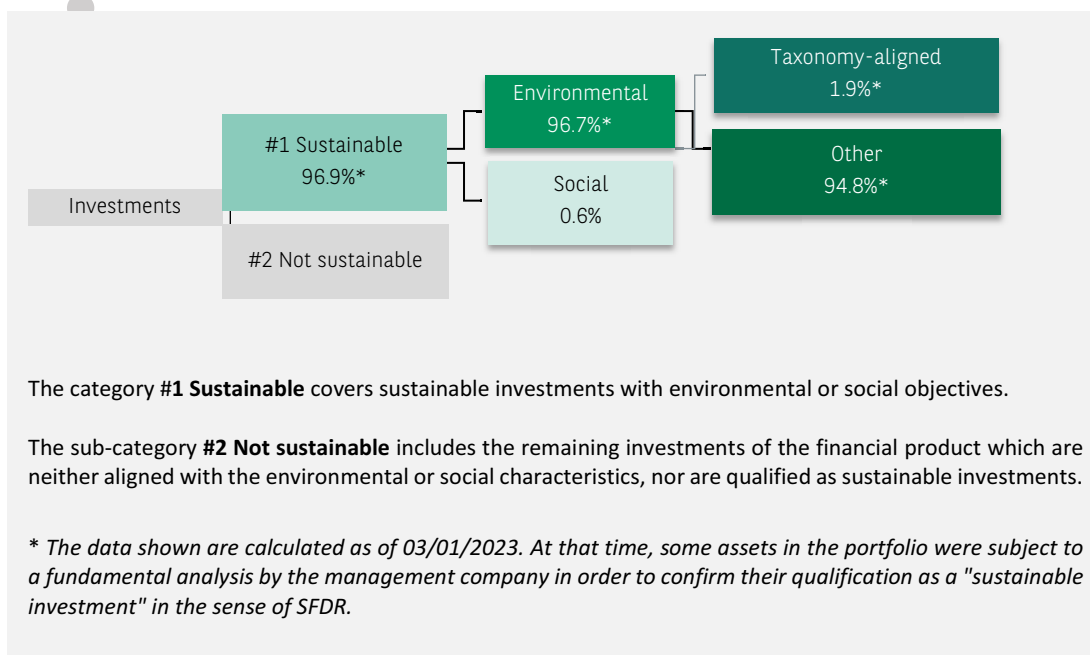 Investments
#1 Sustainable
96.9%*
#2 Not sustainable
Environmental
96.7%*
Social
0.6%
Taxonomy-aligned
1.9%*
Other
94.8%*
The category #1 Sustainable covers sustainable investments with environmental or social objectives.
The sub-category #2 Not sustainable includes the remaining investments of the financial product which are
neither aligned with the environmental or social characteristics, nor are qualified as sustainable investments.
* The data shown are calculated as of 03/01/2023. At that time, some assets in the portfolio were subject to
a fundamental analysis by the management company in order to confirm their qualification as a "sustainable
investment" in the sense of SFDR.